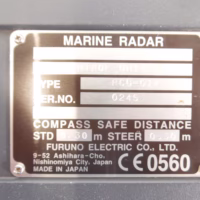 MARINE RADAR
TYPE
SER.NO. 0245
COMPASS SAFE DISTANCE
STD m STEER m
FURUNO ELECTRIC CO., LTD.
9-52 Ashihara-Cho,
Nishinomiya City, Japan
MADE IN JAPAN
CE 0560